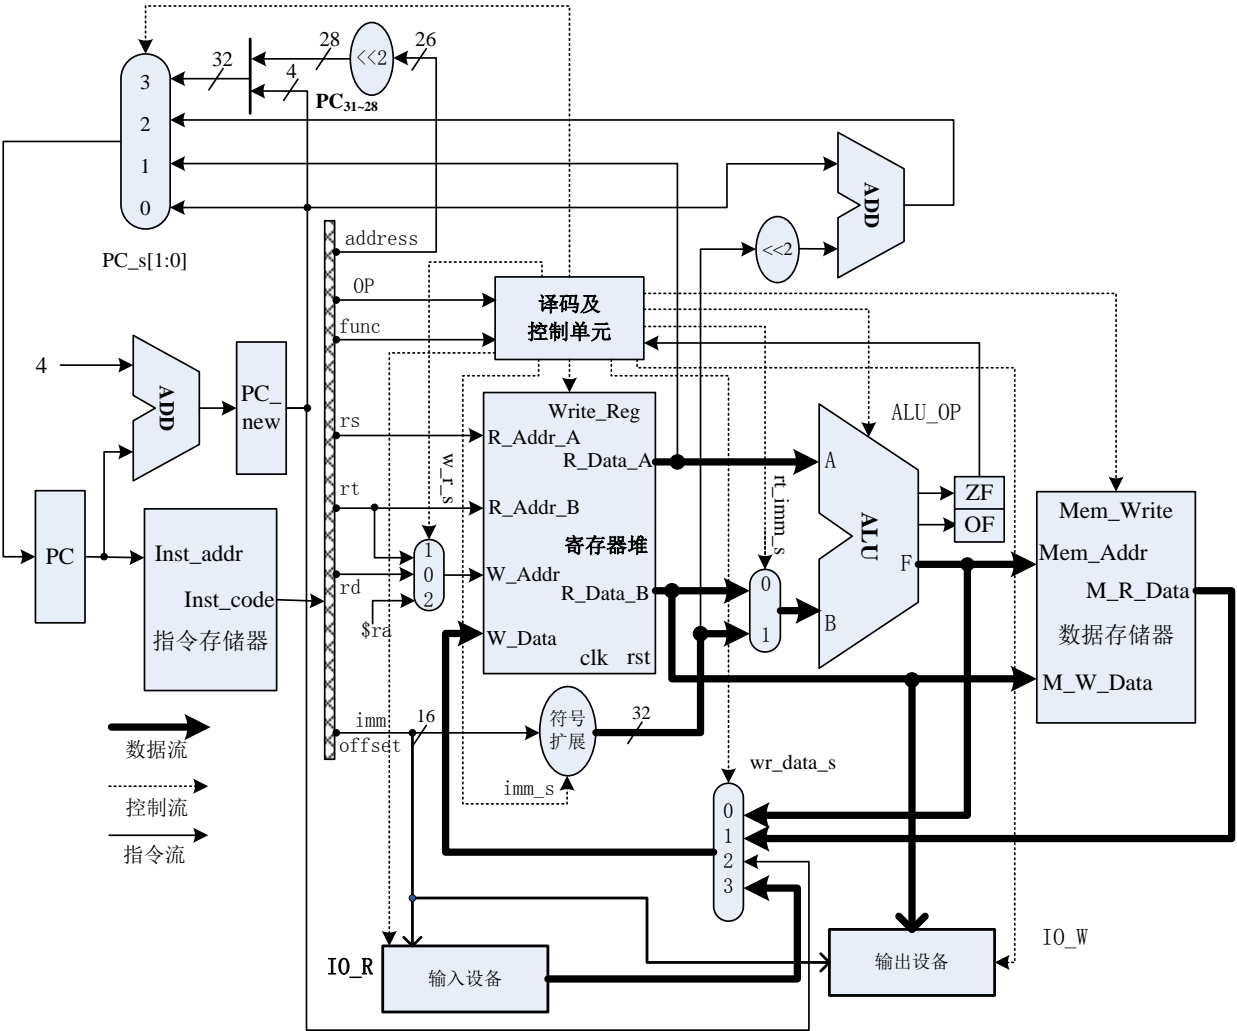 4
28
<<2
26
32
4
PC31~28
3
2
1
0
PC_s[1:0]
ADD
<<2
address
OP
func
译码及
控制单元
4
ADD
PC_
new
rs
rt
rd
$ra
w_r_s
1
0
2
Write_Reg
R_Addr_A
R_Data_A
R_Addr_B
寄存器堆
W_Addr
R_Data_B
W_Data
clk rst
rt_imm_s
0
1
ALU_OP
A
ALU
F
B
ZF
OF
Mem_Write
Mem_Addr
M_R_Data
数据存储器
M_W_Data
PC
Inst_addr
Inst_code
指令存储器
imm
offset
16
符号
扩展
32
imm_s
wr_data_s
0
1
2
3
数据流
控制流
指令流
IO_R
输入设备
输出设备
IO_W